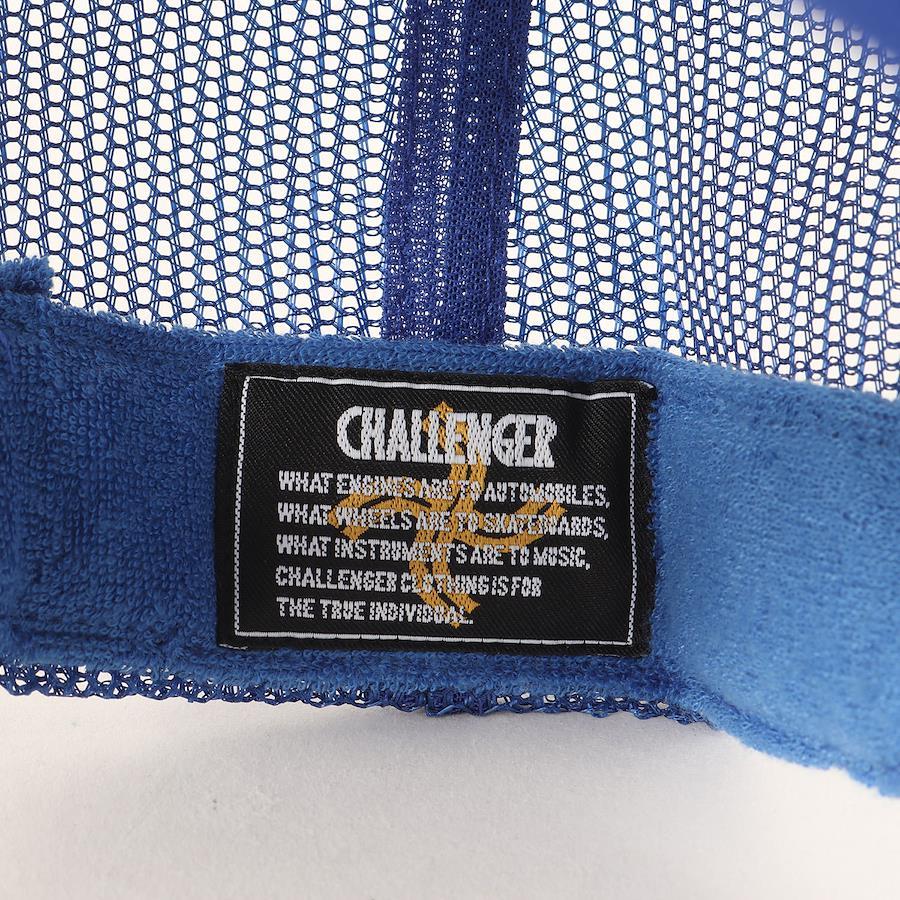 CHALLENGER
WHAT ENGINES ARE TO AUTOMOBILES,
WHAT WHEELS ARE TO SKATEBOARDS,
WHAT INSTRUMENTS ARE TO MUSIC,
CHALLENGER CLOTHING IS FOR
THE TRUE INDIVIDUAL.